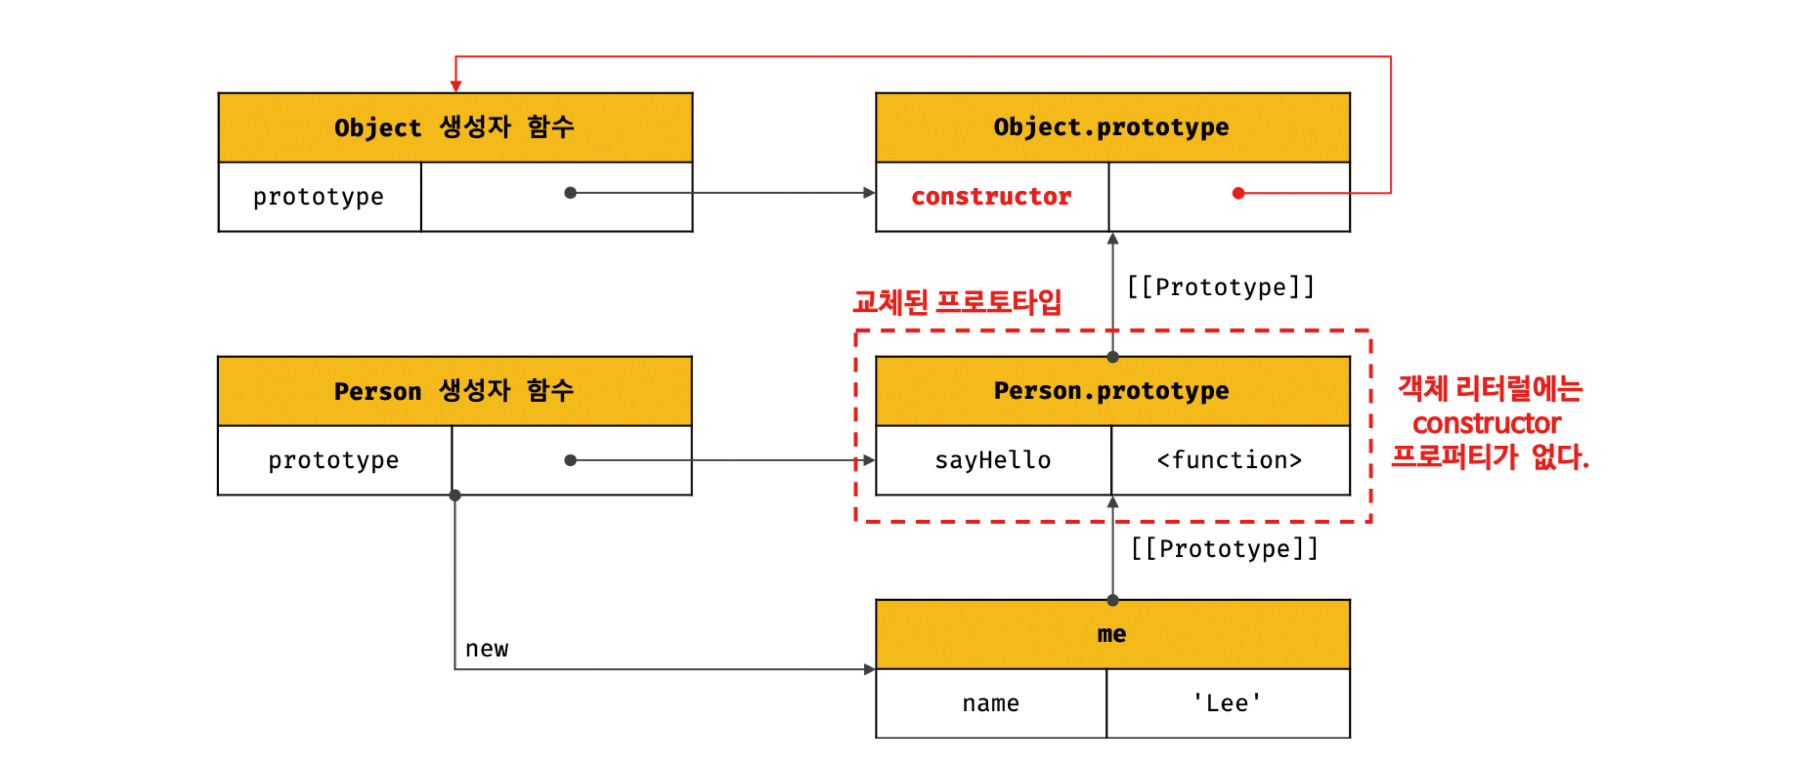 Object 생성자 함수
Object.prototype
prototype
constructor
[[Prototype]]
교체된 프로토타입
Person 생성자 함수
Person.prototype
객체 리터럴에는
constructor
프로퍼티가 없다.
prototype
sayHello
<function>
[[Prototype]]
new
me
name
'Lee'